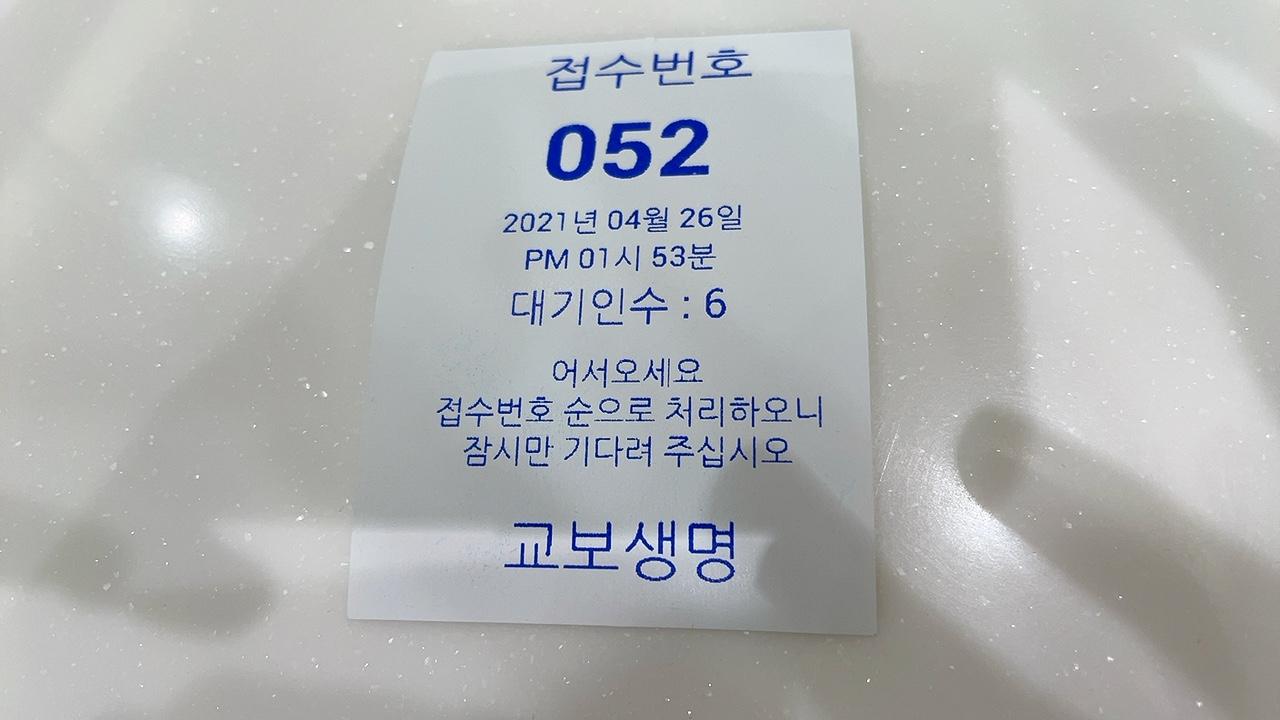 접수번호
052
2021년 04월 26일
PM 01시 53분
대기인수 : 6
어서오세요
접수번호 순으로 처리하오니
잠시만 기다려 주십시오
교보생명